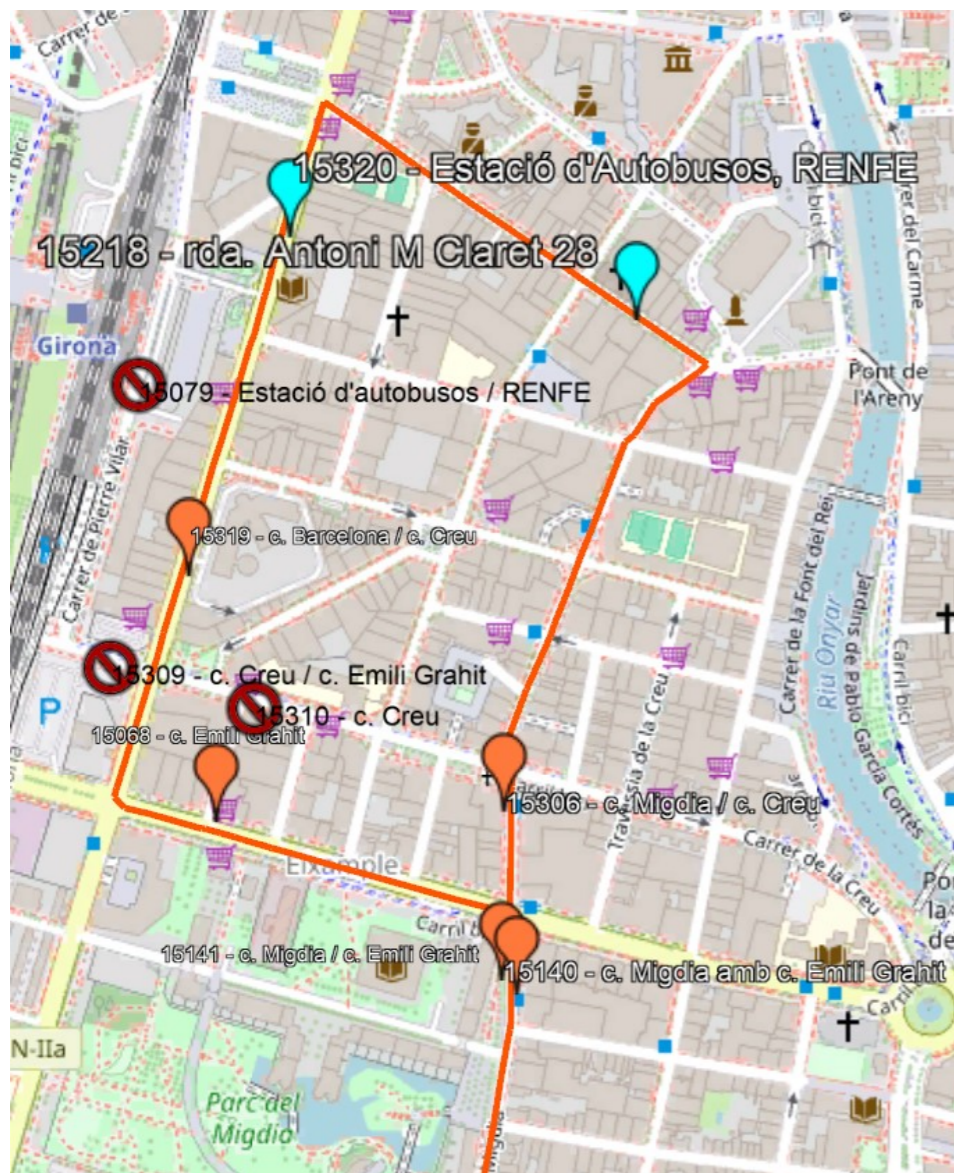 Carrer de
bici
Carrer del Carme
15320 - Estació d'Autobusos, RENFE
15218 - rda. Antoni M Claret 28
Girona
Pont de
l'Areny
15079 - Estació d'autobusos / RENFE
Carrer de Pierre Vilar
15319 - c. Barcelona / c. Creu
Carrer de la Font del Rei
Riu Onyar
Jardins de Pablo García Cortés
Carril bici
15309 - c. Creu / c. Emili Grahit
P
15310 - c. Creu
15068 - c. Emili Grahit
Travessia de la Creu
15306 - c. Migdia / c. Creu
Carrer de la Creu
Eixample
15141 - c. Migdia / c. Emili Grahit
15140 - c. Migdia amb c. Emili Grahit
N-IIa
Parc del
Migdio
Migdia